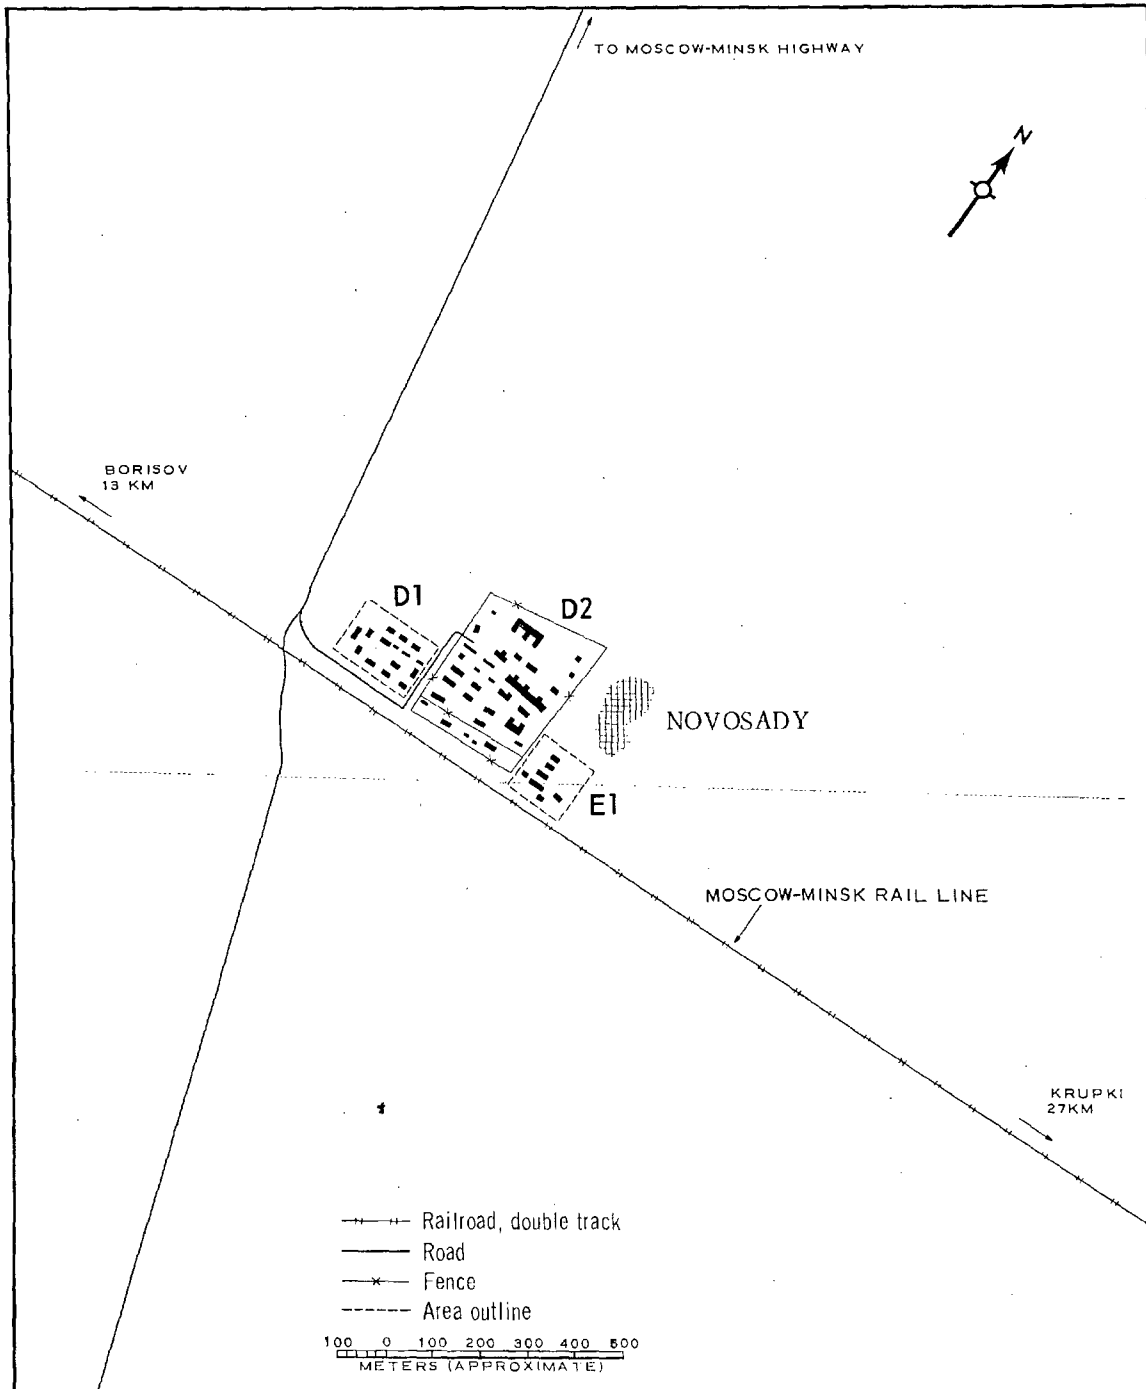 TO MOSCOW-MINSK HIGHWAY
N
BORISOV
13 KM
D1
D2
NOVOSADY
E1
MOSCOW-MINSK RAIL LINE
KRUPKI
27KM
Railroad, double track
Road
Fence
Area outline
100 0 100 200 300 400 500
METERS (APPROXIMATE)